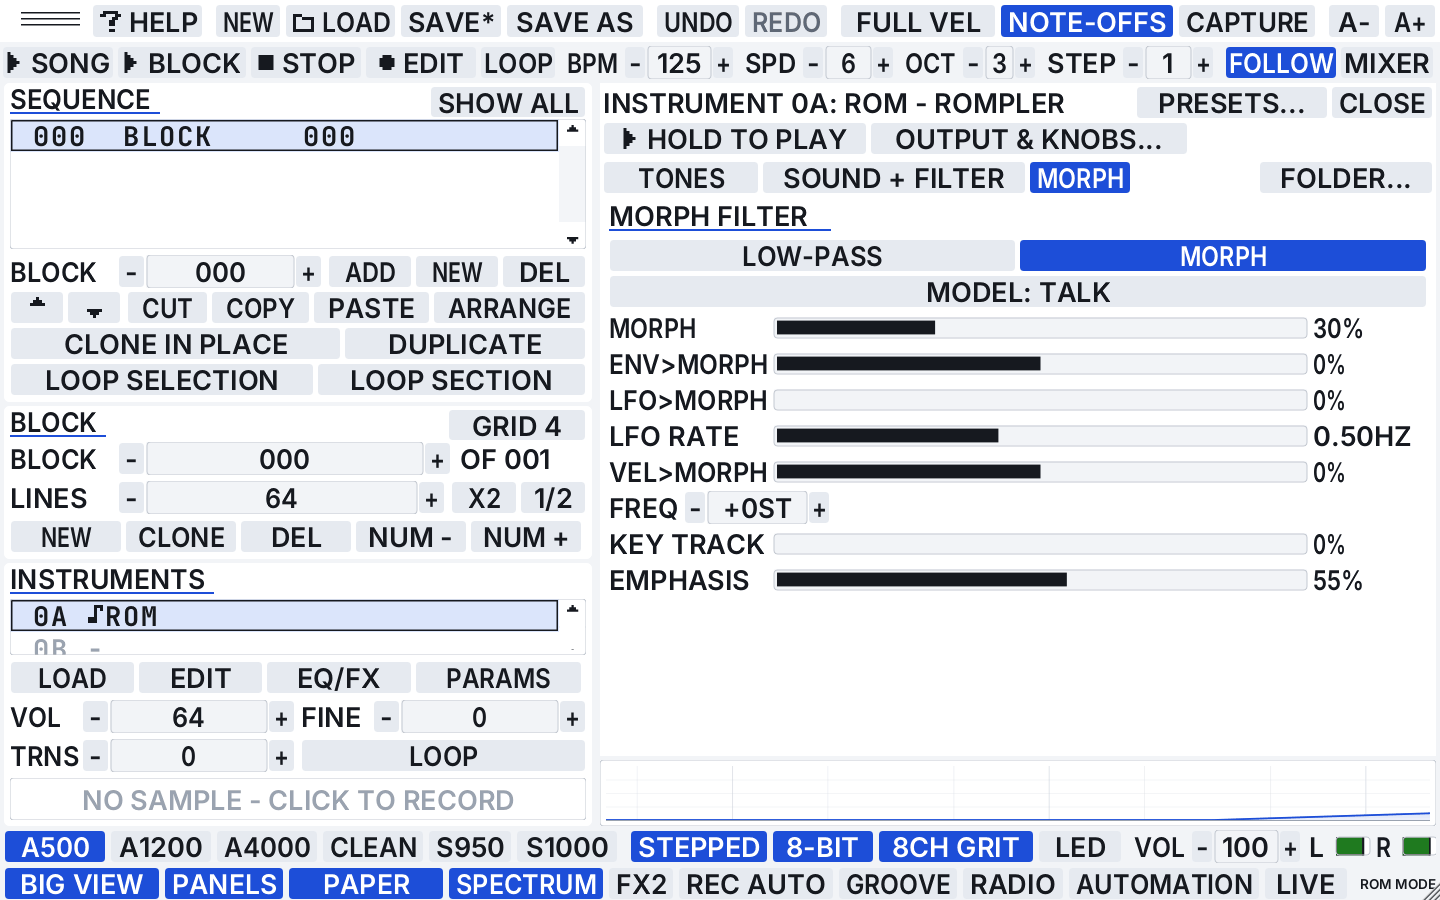 ? HELP NEW LOAD SAVE* SAVE AS UNDO REDO FULL VEL NOTE-OFFS CAPTURE A- A+
SONG BLOCK STOP EDIT LOOP BPM - 125 + SPD - 6 + OCT - 3 + STEP - 1 + FOLLOW MIXER
SEQUENCE SHOW ALL
000 BLOCK 000
BLOCK - 000 + ADD NEW DEL
CUT COPY PASTE ARRANGE
CLONE IN PLACE DUPLICATE
LOOP SELECTION LOOP SECTION
BLOCK GRID 4
BLOCK - 000 + OF 001
LINES - 64 + X2 1/2
NEW CLONE DEL NUM - NUM +
INSTRUMENTS
0A ROM
0B -
LOAD EDIT EQ/FX PARAMS
VOL - 64 + FINE - 0 +
TRNS - 0 + LOOP
NO SAMPLE - CLICK TO RECORD
INSTRUMENT 0A: ROM - ROMPLER PRESETS... CLOSE
HOLD TO PLAY OUTPUT & KNOBS...
TONES SOUND + FILTER MORPH FOLDER...
MORPH FILTER
LOW-PASS MORPH
MODEL: TALK
MORPH 30%
ENV>MORPH 0%
LFO>MORPH 0%
LFO RATE 0.50HZ
VEL>MORPH 0%
FREQ - +0ST +
KEY TRACK 0%
EMPHASIS 55%
A500 A1200 A4000 CLEAN S950 S1000 STEPPED 8-BIT 8CH GRIT LED VOL - 100 + L R
BIG VIEW PANELS PAPER SPECTRUM FX2 REC AUTO GROOVE RADIO AUTOMATION LIVE ROM MODE